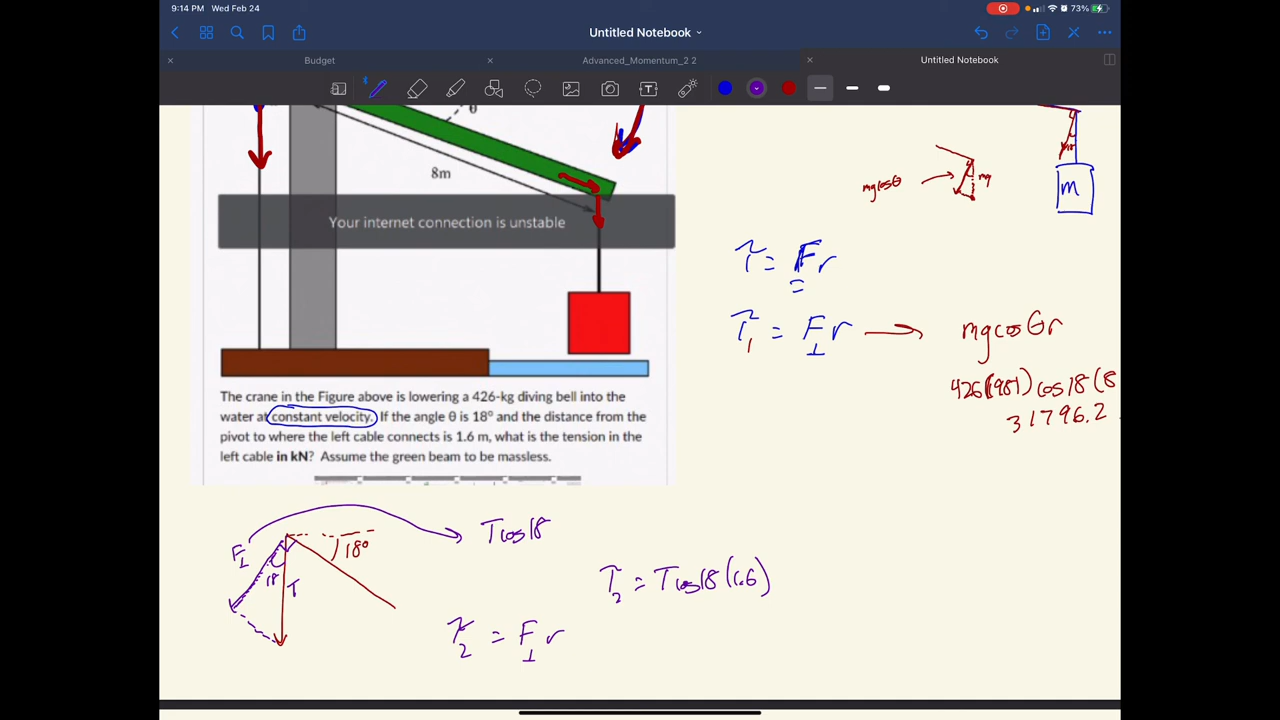 9:14 PM Wed Feb 24
73%
Untitled Notebook
Budget
Advanced_Momentum_2 2
Untitled Notebook
θ
8m
Your internet connection is unstable
The crane in the Figure above is lowering a 426-kg diving bell into the
water at constant velocity. If the angle θ is 18° and the distance from the
pivot to where the left cable connects is 1.6 m, what is the tension in the
left cable in kN? Assume the green beam to be massless.
mgcosθ
mg
m
τ = Fr
τ₁ = F⊥r → mgcosθr
426(9.81)cos18(8
31796.2
F⊥
18
T
18°
Tcos18
τ₂ = Tcos18(1.6)
τ₂ = F⊥r